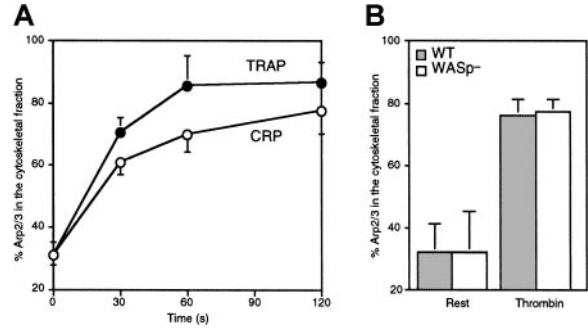 A
% Arp2/3 in the cytoskeletal fraction
100
80
60
40
20
TRAP
CRP
0
30
60
90
120
Time (s)
B
% Arp2/3 in the cytoskeletal fraction
100
80
60
40
20
WT
WASp–
Rest
Thrombin